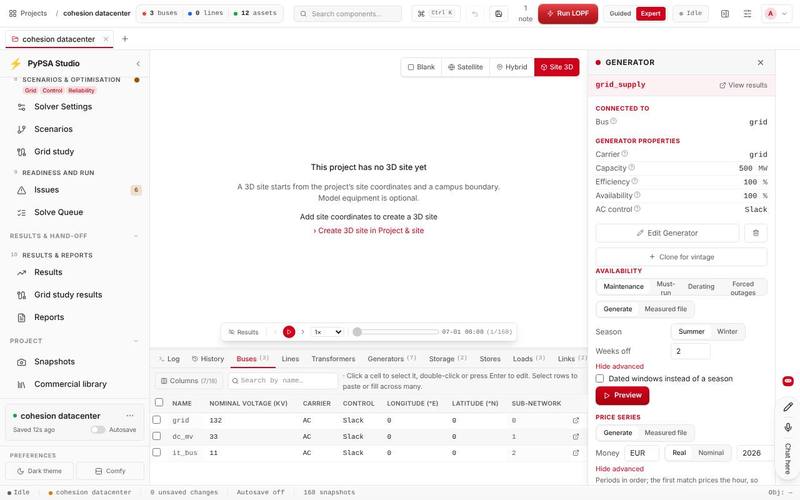 Projects / cohesion datacenter
3 buses 0 lines 12 assets
Search components...
Ctrl K
1 note
Run LOPF
Guided Expert
Idle
A
cohesion datacenter
PyPSA Studio
SCENARIOS & OPTIMISATION
Grid Control Reliability
Solver Settings
Scenarios
Grid study
9 READINESS AND RUN
Issues 6
Solve Queue
RESULTS & HAND-OFF
10 RESULTS & REPORTS
Results
Grid study results
Reports
PROJECT
Snapshots
Commercial library
cohesion datacenter
Saved 12s ago Autosave
PREFERENCES
Dark theme Comfy
Blank Satellite Hybrid Site 3D
This project has no 3D site yet
A 3D site starts from the project's site coordinates and a campus boundary.
Model equipment is optional.
Add site coordinates to create a 3D site
› Create 3D site in Project & site
Results 1x 07-01 00:00 (1/168)
Log History Buses (3) Lines Transformers Generators (7) Storage (2) Stores Loads (3) Links (2)
Columns (7/18) Search by name…
· Click a cell to select it, double-click or press Enter to edit. Select rows to
paste or fill across many.
NAME NOMINAL VOLTAGE (KV) CARRIER CONTROL LONGITUDE (°E) LATITUDE (°N) SUB-NETWORK
grid 132 AC Slack 0 0 0
dc_mv 33 AC Slack 0 0 1
it_bus 11 AC Slack 0 0 2
GENERATOR
grid_supply View results
CONNECTED TO
Bus grid
GENERATOR PROPERTIES
Carrier grid
Capacity 500 MW
Efficiency 100 %
Availability 100 %
AC control Slack
Edit Generator
Clone for vintage
AVAILABILITY
Maintenance Must-run Derating Forced outages
Generate Measured file
Season Summer Winter
Weeks off 2
Hide advanced
Dated windows instead of a season
Preview
PRICE SERIES
Generate Measured file
Money EUR Real Nominal 2026
Hide advanced
Periods in order; the first match prices the hour, so
Chat here
Idle cohesion datacenter 0 unsaved changes Autosave off 168 snapshots Obj: —